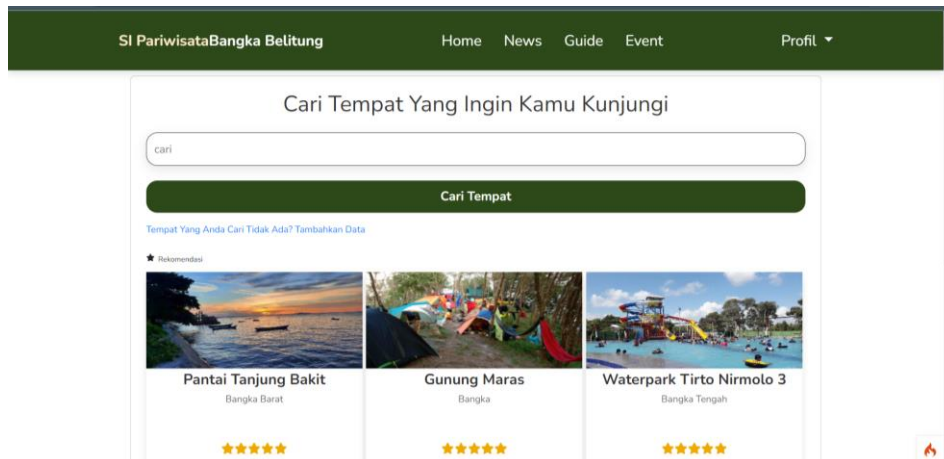 SI PariwisataBangka Belitung Home News Guide Event Profil
Cari Tempat Yang Ingin Kamu Kunjungi
cari
Cari Tempat
Tempat Yang Anda Cari Tidak Ada? Tambahkan Data
Rekomendasi
Pantai Tanjung Bakit Gunung Maras Waterpark Tirto Nirmolo 3
Bangka Barat Bangka Bangka Tengah